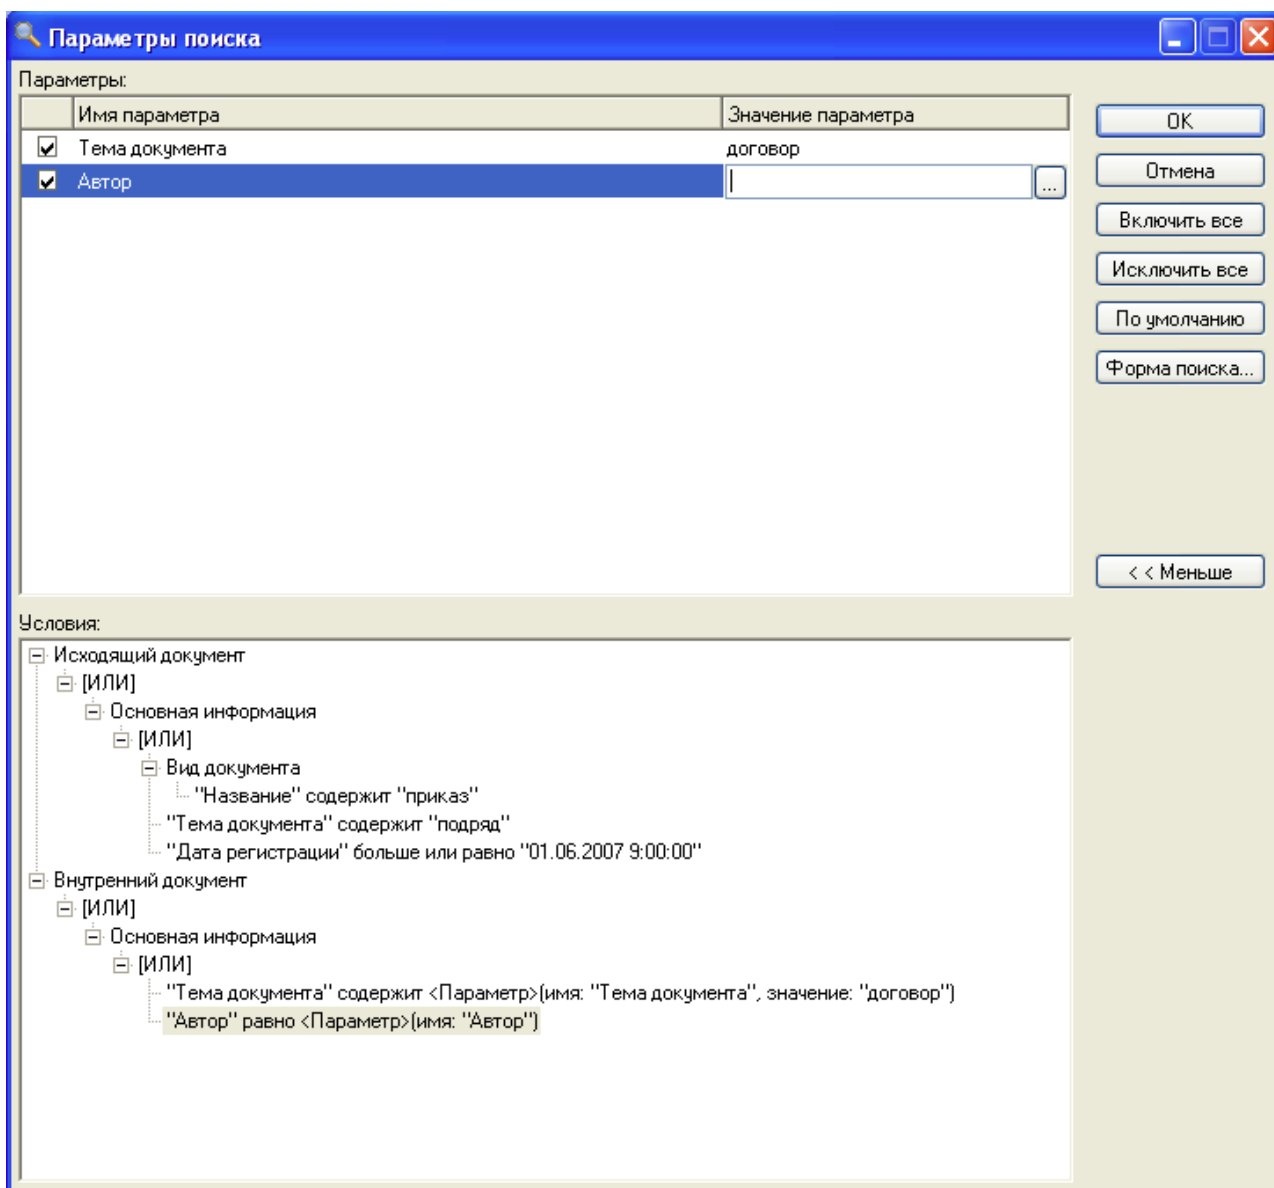 Параметры поиска
Параметры:
Имя параметра Значение параметра
Тема документа договор
Автор ...
OK
Отмена
Включить все
Исключить все
По умолчанию
Форма поиска...
< < Меньше
Условия:
Исходящий документ
[ИЛИ]
Основная информация
[ИЛИ]
Вид документа
"Название" содержит "приказ"
"Тема документа" содержит "подряд"
"Дата регистрации" больше или равно "01.06.2007 9:00:00"
Внутренний документ
[ИЛИ]
Основная информация
[ИЛИ]
"Тема документа" содержит <Параметр>(имя: "Тема документа", значение: "договор")
"Автор" равно <Параметр>(имя: "Автор")